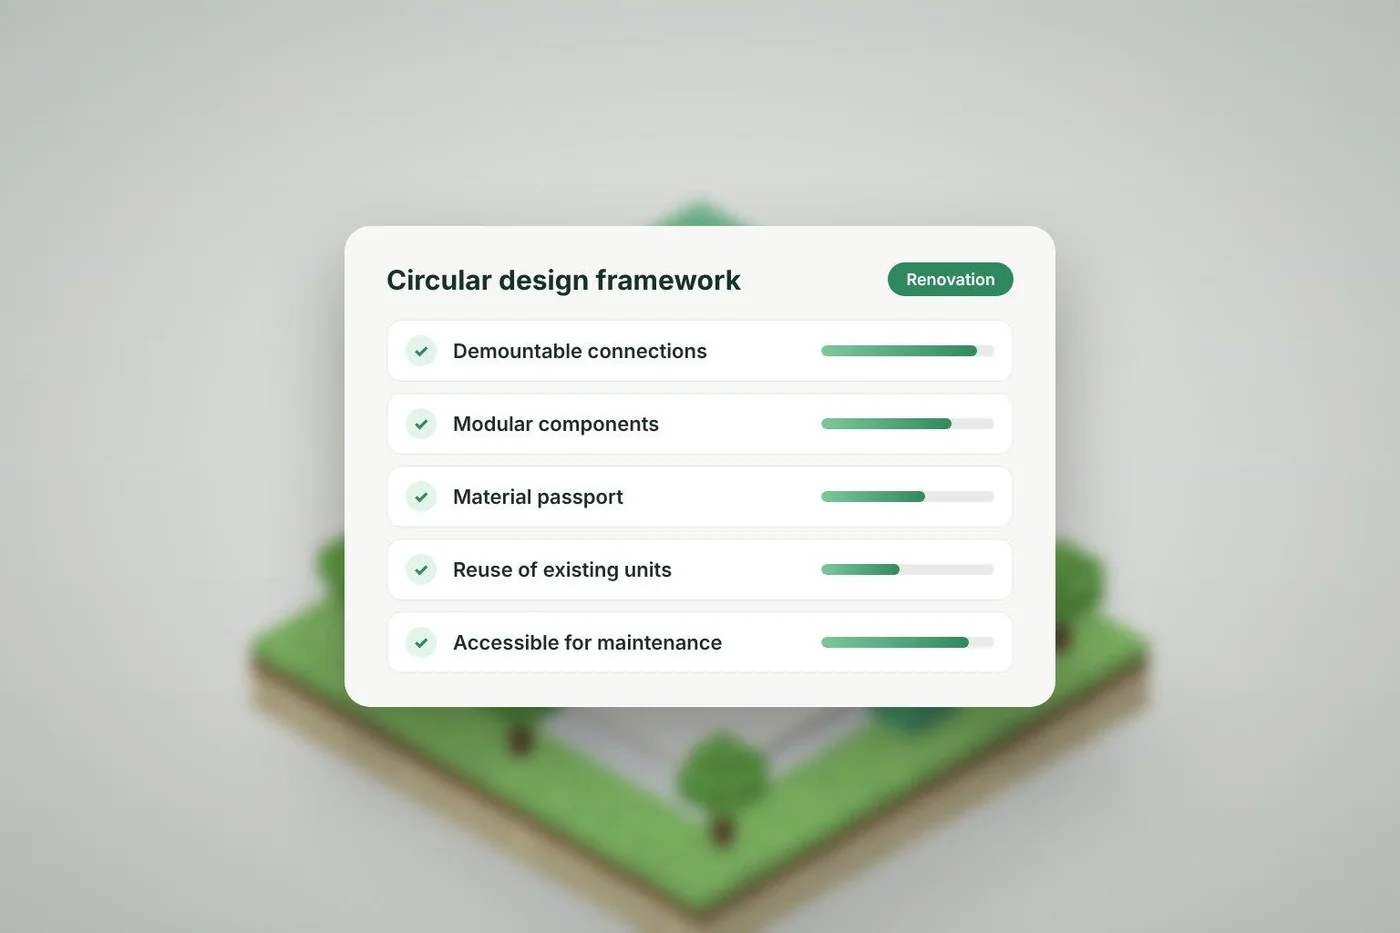 Circular design framework
Renovation
Demountable connections
Modular components
Material passport
Reuse of existing units
Accessible for maintenance